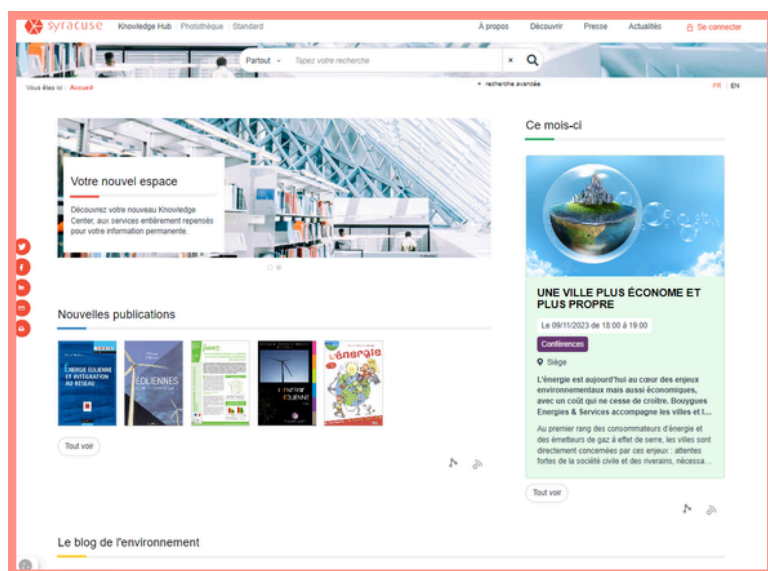 syracuse Knowledge Hub Photothèque Standard À propos Découvrir Presse Actualités Se connecter
Partout Tapez votre recherche ×
+ recherche avancée
Vous êtes ici : Accueil FR EN
Votre nouvel espace
Découvrez votre nouveau Knowledge
Center, aux services entièrement repensés
pour votre information permanente.
Ce mois-ci
UNE VILLE PLUS ÉCONOME ET
PLUS PROPRE
Le 09/11/2023 de 18:00 à 19:00
Conférences
Siège
L'énergie est aujourd'hui au cœur des enjeux
environnementaux mais aussi économiques,
avec un coût qui ne cesse de croître. Bouygues
Energies & Services accompagne les villes et l...
Au premier rang des consommateurs d'énergie et
des émetteurs de gaz à effet de serre, les villes sont
directement concernées par ces enjeux : attentes
fortes de la société civile et des riverains, nécessa...
Tout voir
Nouvelles publications
ÉNERGIE ÉOLIENNE
ET INTÉGRATION
AU RÉSEAU
ÉOLIENNES
L'ÉNERGIE
ÉOLIENNE
L'énergie
Tout voir
Le blog de l'environnement